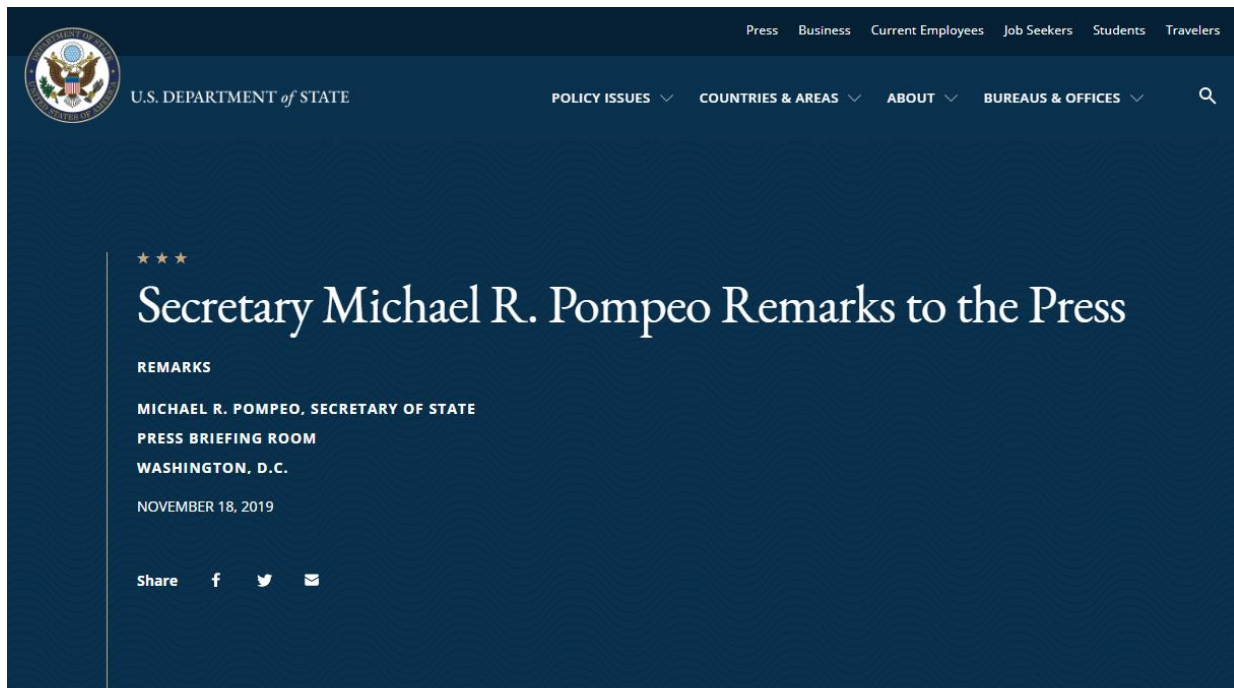 Press Business Current Employees Job Seekers Students Travelers
U.S. DEPARTMENT of STATE
POLICY ISSUES COUNTRIES & AREAS ABOUT BUREAUS & OFFICES
Secretary Michael R. Pompeo Remarks to the Press
REMARKS
MICHAEL R. POMPEO, SECRETARY OF STATE
PRESS BRIEFING ROOM
WASHINGTON, D.C.
NOVEMBER 18, 2019
Share